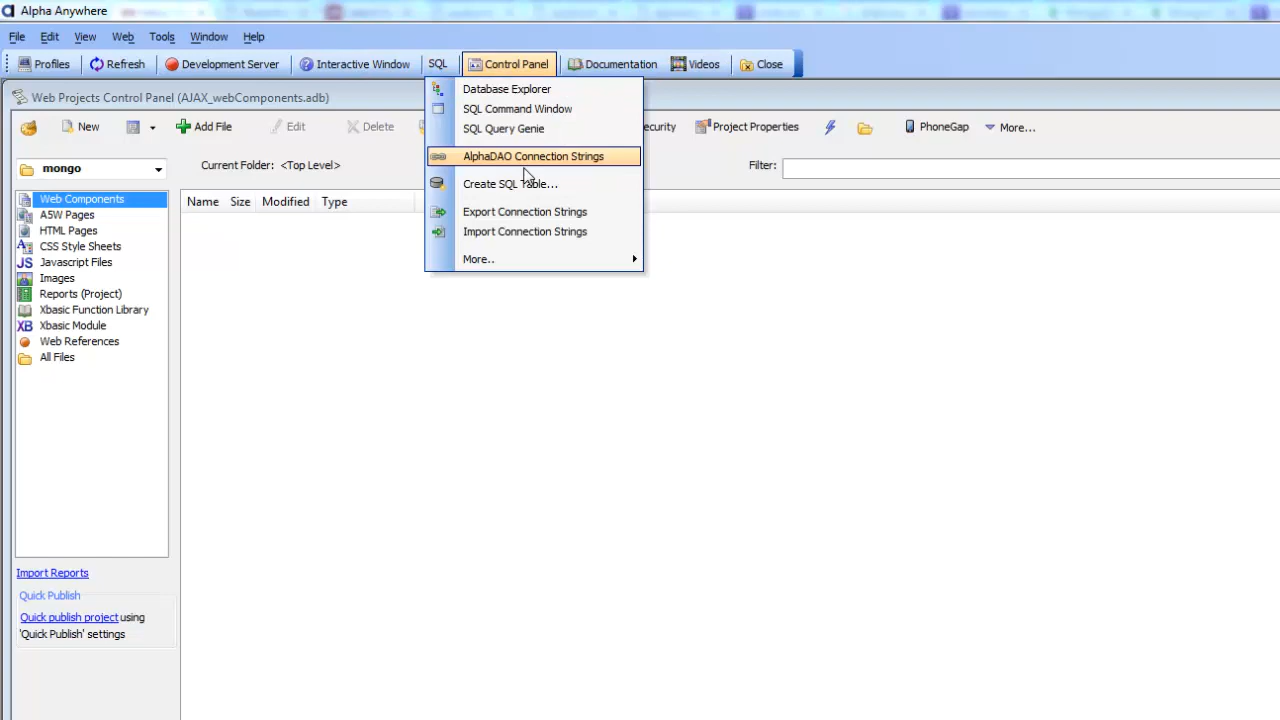 Alpha Anywhere
File Edit View Web Tools Window Help
Profiles Refresh Development Server Interactive Window SQL Control Panel Documentation Videos Close
Web Projects Control Panel (AJAX_webComponents.adb)
New Add File Edit Delete ecurity Project Properties PhoneGap More...
mongo Current Folder: <Top Level> Filter:
Name Size Modified Type
Database Explorer
SQL Command Window
SQL Query Genie
AlphaDAO Connection Strings
Create SQL Table...
Export Connection Strings
Import Connection Strings
More..
Web Components
A5W Pages
HTML Pages
CSS Style Sheets
Javascript Files
Images
Reports (Project)
Xbasic Function Library
Xbasic Module
Web References
All Files
Import Reports
Quick Publish
Quick publish project using
'Quick Publish' settings